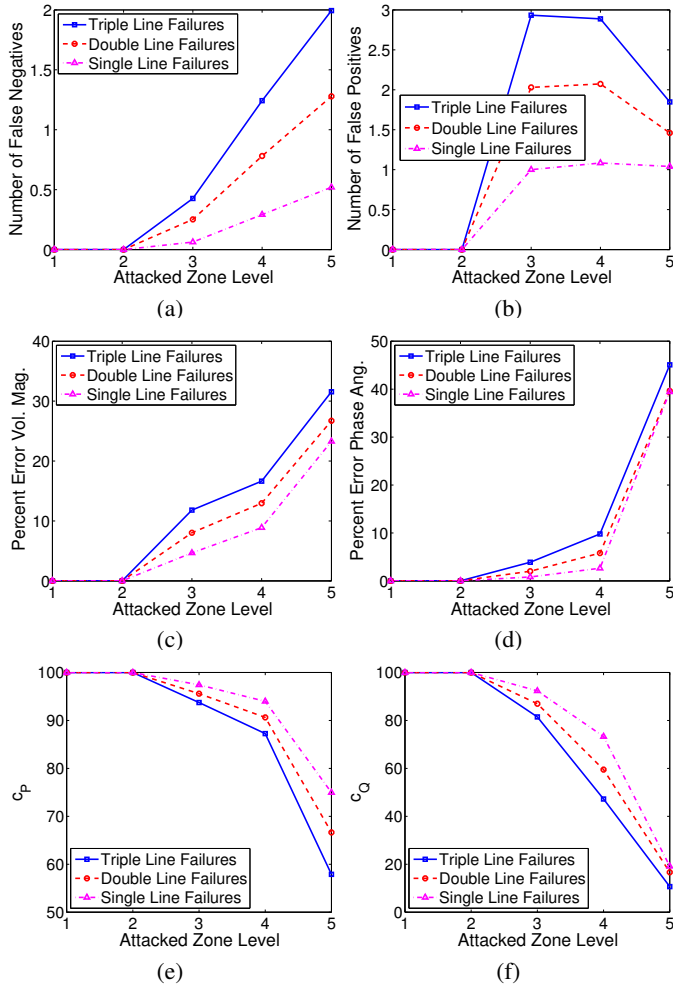 Number of False Negatives
2
1.5
1
0.5
0
Triple Line Failures
Double Line Failures
Single Line Failures
1 2 3 4 5
Attacked Zone Level
(a)
Number of False Positives
3
2.5
2
1.5
1
0.5
0
Triple Line Failures
Double Line Failures
Single Line Failures
1 2 3 4 5
Attacked Zone Level
(b)
Percent Error Vol. Mag.
40
30
20
10
0
Triple Line Failures
Double Line Failures
Single Line Failures
1 2 3 4 5
Attacked Zone Level
(c)
Percent Error Phase Ang.
50
40
30
20
10
0
Triple Line Failures
Double Line Failures
Single Line Failures
1 2 3 4 5
Attacked Zone Level
(d)
c_P
100
90
80
70
60
50
Triple Line Failures
Double Line Failures
Single Line Failures
1 2 3 4 5
Attacked Zone Level
(e)
c_Q
100
80
60
40
20
0
Triple Line Failures
Double Line Failures
Single Line Failures
1 2 3 4 5
Attacked Zone Level
(f)